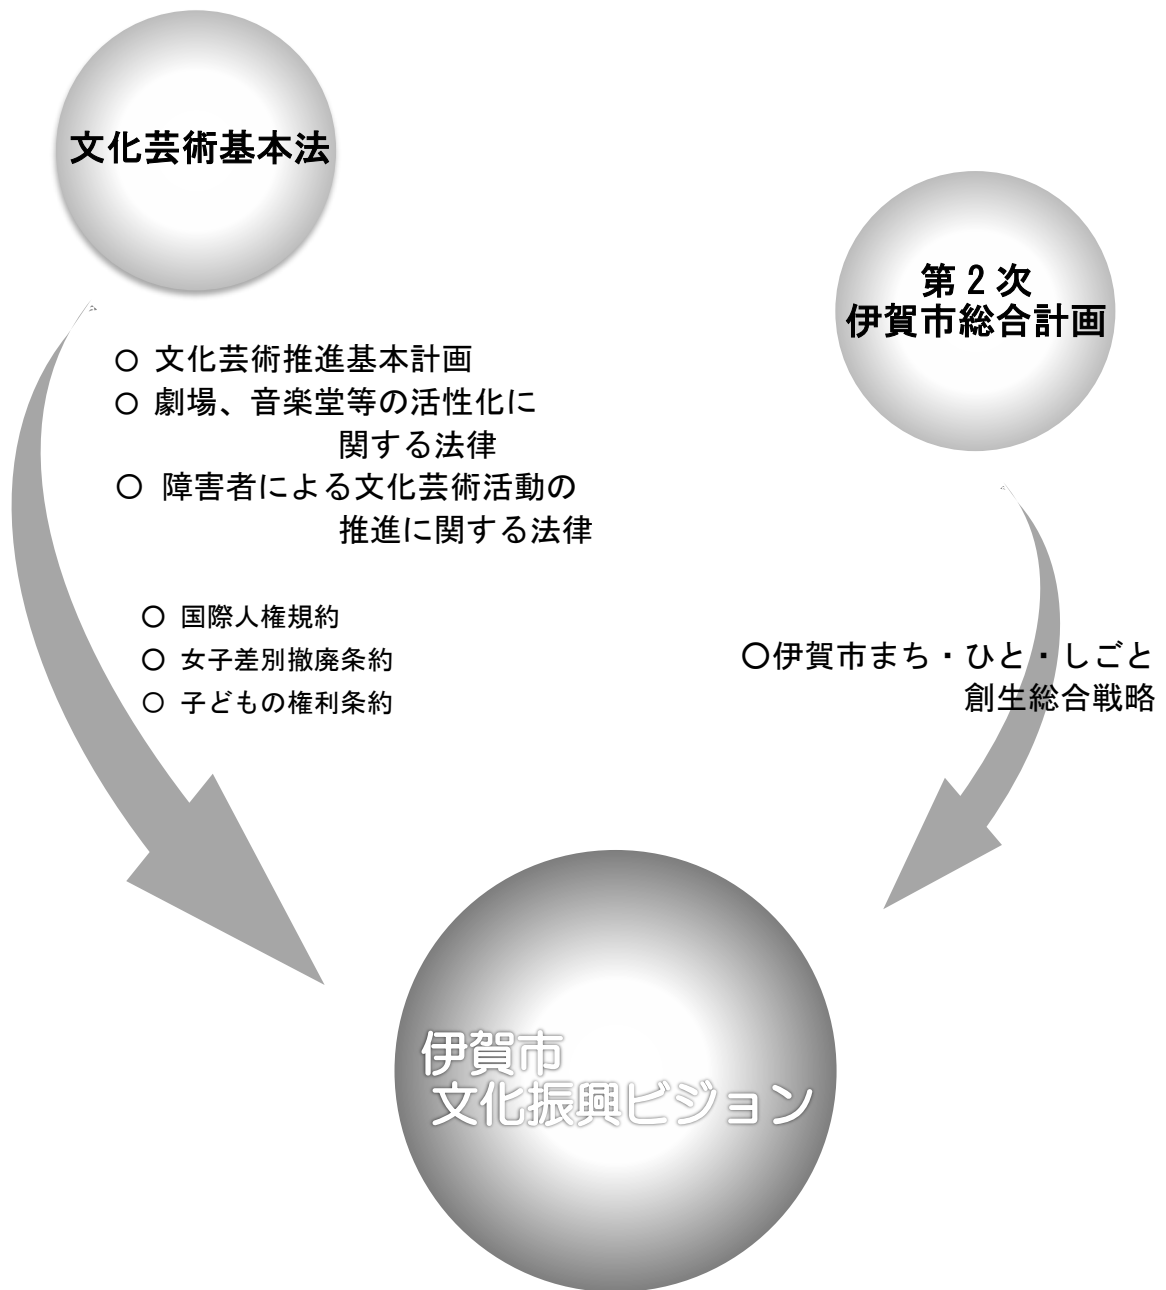 文化芸術基本法
○ 文化芸術推進基本計画
○ 劇場、音楽堂等の活性化に
関する法律
○ 障害者による文化芸術活動の
推進に関する法律
○ 国際人権規約
○ 女子差別撤廃条約
○ 子どもの権利条約
第2次
伊賀市総合計画
○伊賀市まち・ひと・しごと
創生総合戦略
伊賀市
文化振興ビジョン